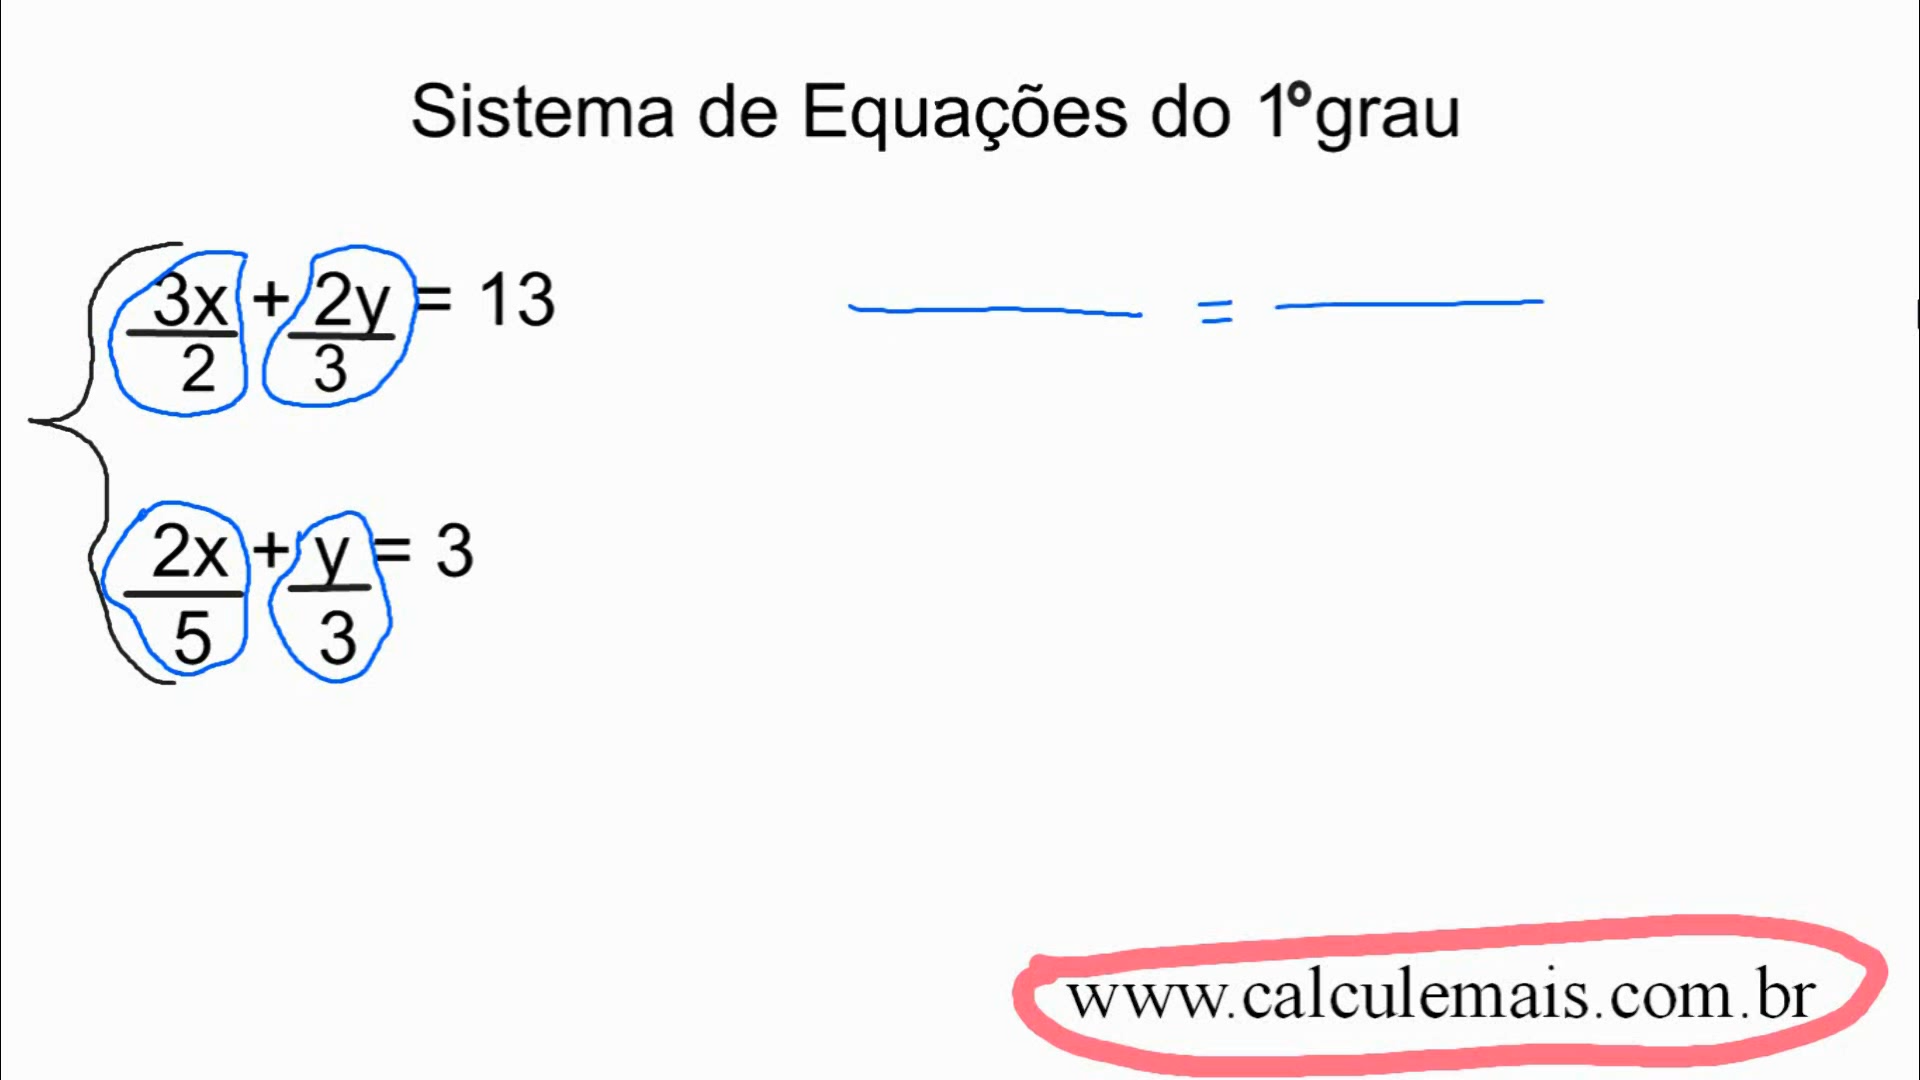 Sistema de Equações do 1ºgrau
3x + 2y = 13
2 3
2x + y = 3
5 3
=
www.calculemais.com.br